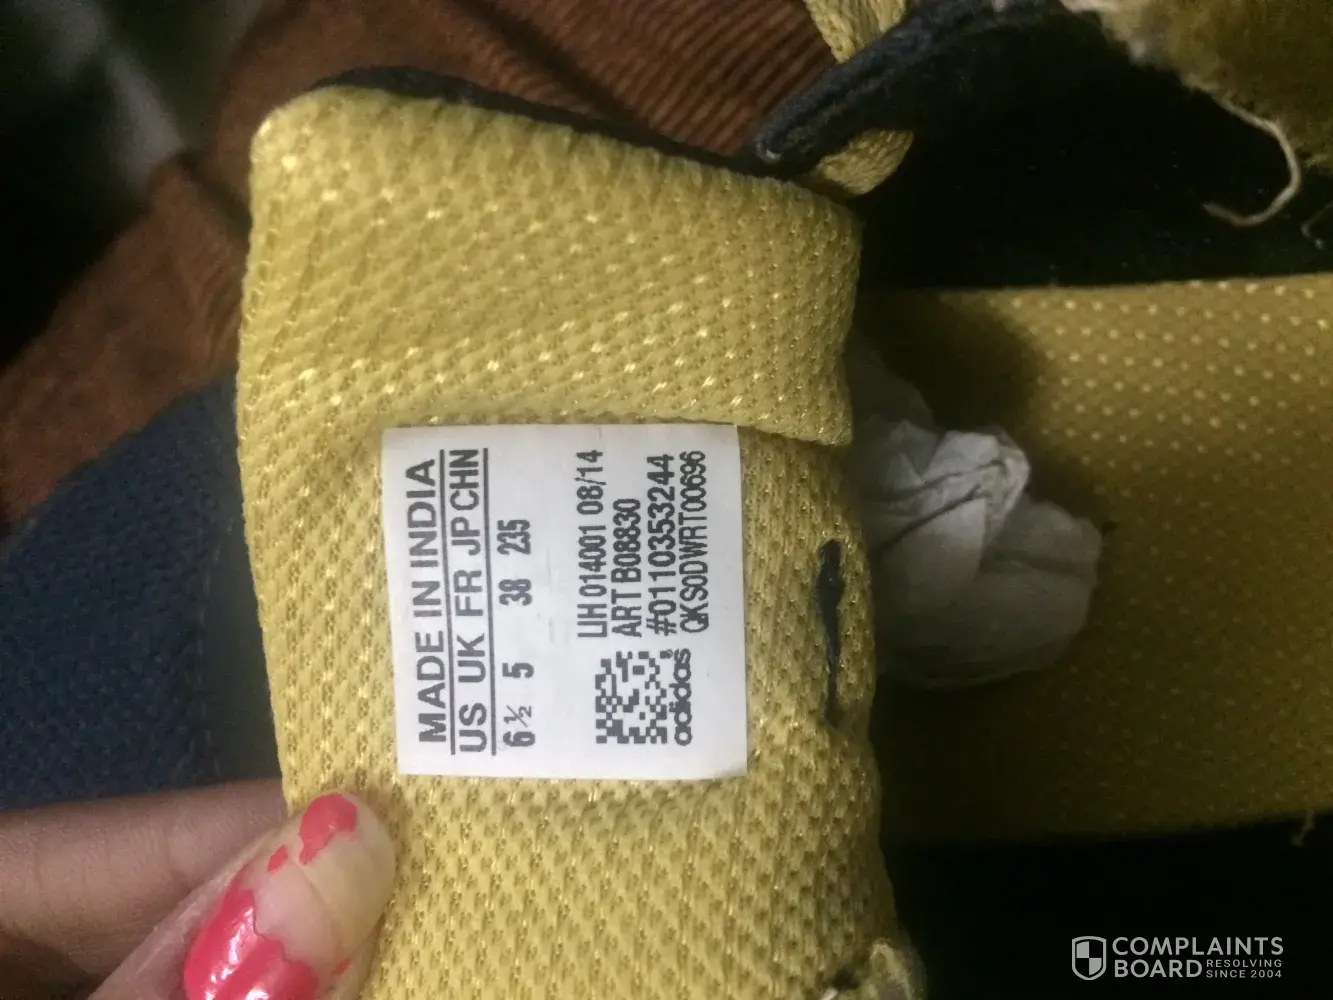 MADE IN INDIA
US UK FR JP CHN
6½ 5 38 235
LIH 014001 08/14
ART B08830
#0110353244
QKS0DWRT00696
adidas®
COMPLAINTS
BOARD RESOLVING
SINCE 2004